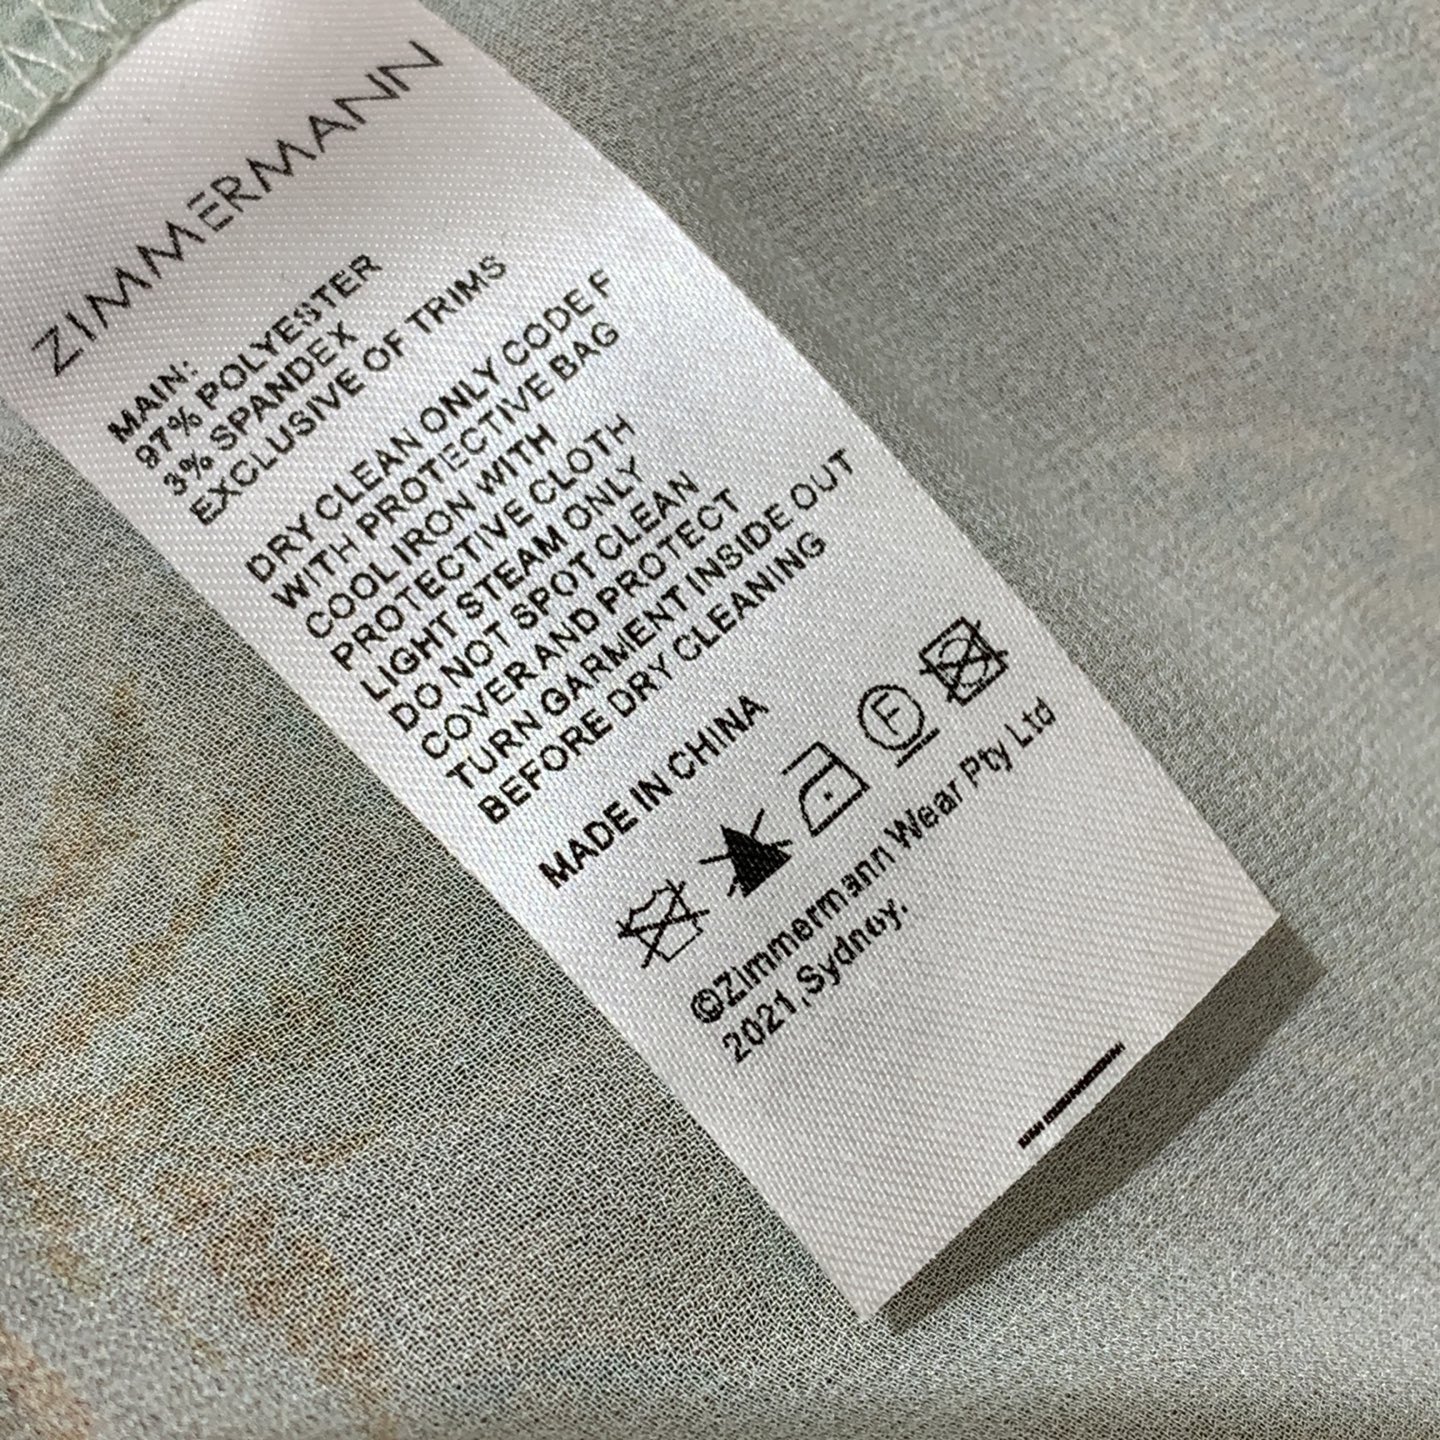 ZIMMERMANN
MAIN:
97% POLYESTER
3% SPANDEX
EXCLUSIVE OF TRIMS
DRY CLEAN ONLY CODE F
WITH PROTECTIVE BAG
COOL IRON WITH
PROTECTIVE CLOTH
LIGHT STEAM ONLY
DO NOT SPOT CLEAN
COVER AND PROTECT
TURN GARMENT INSIDE OUT
BEFORE DRY CLEANING
MADE IN CHINA
F
©Zimmermann Wear Pty Ltd
2021,Sydney.